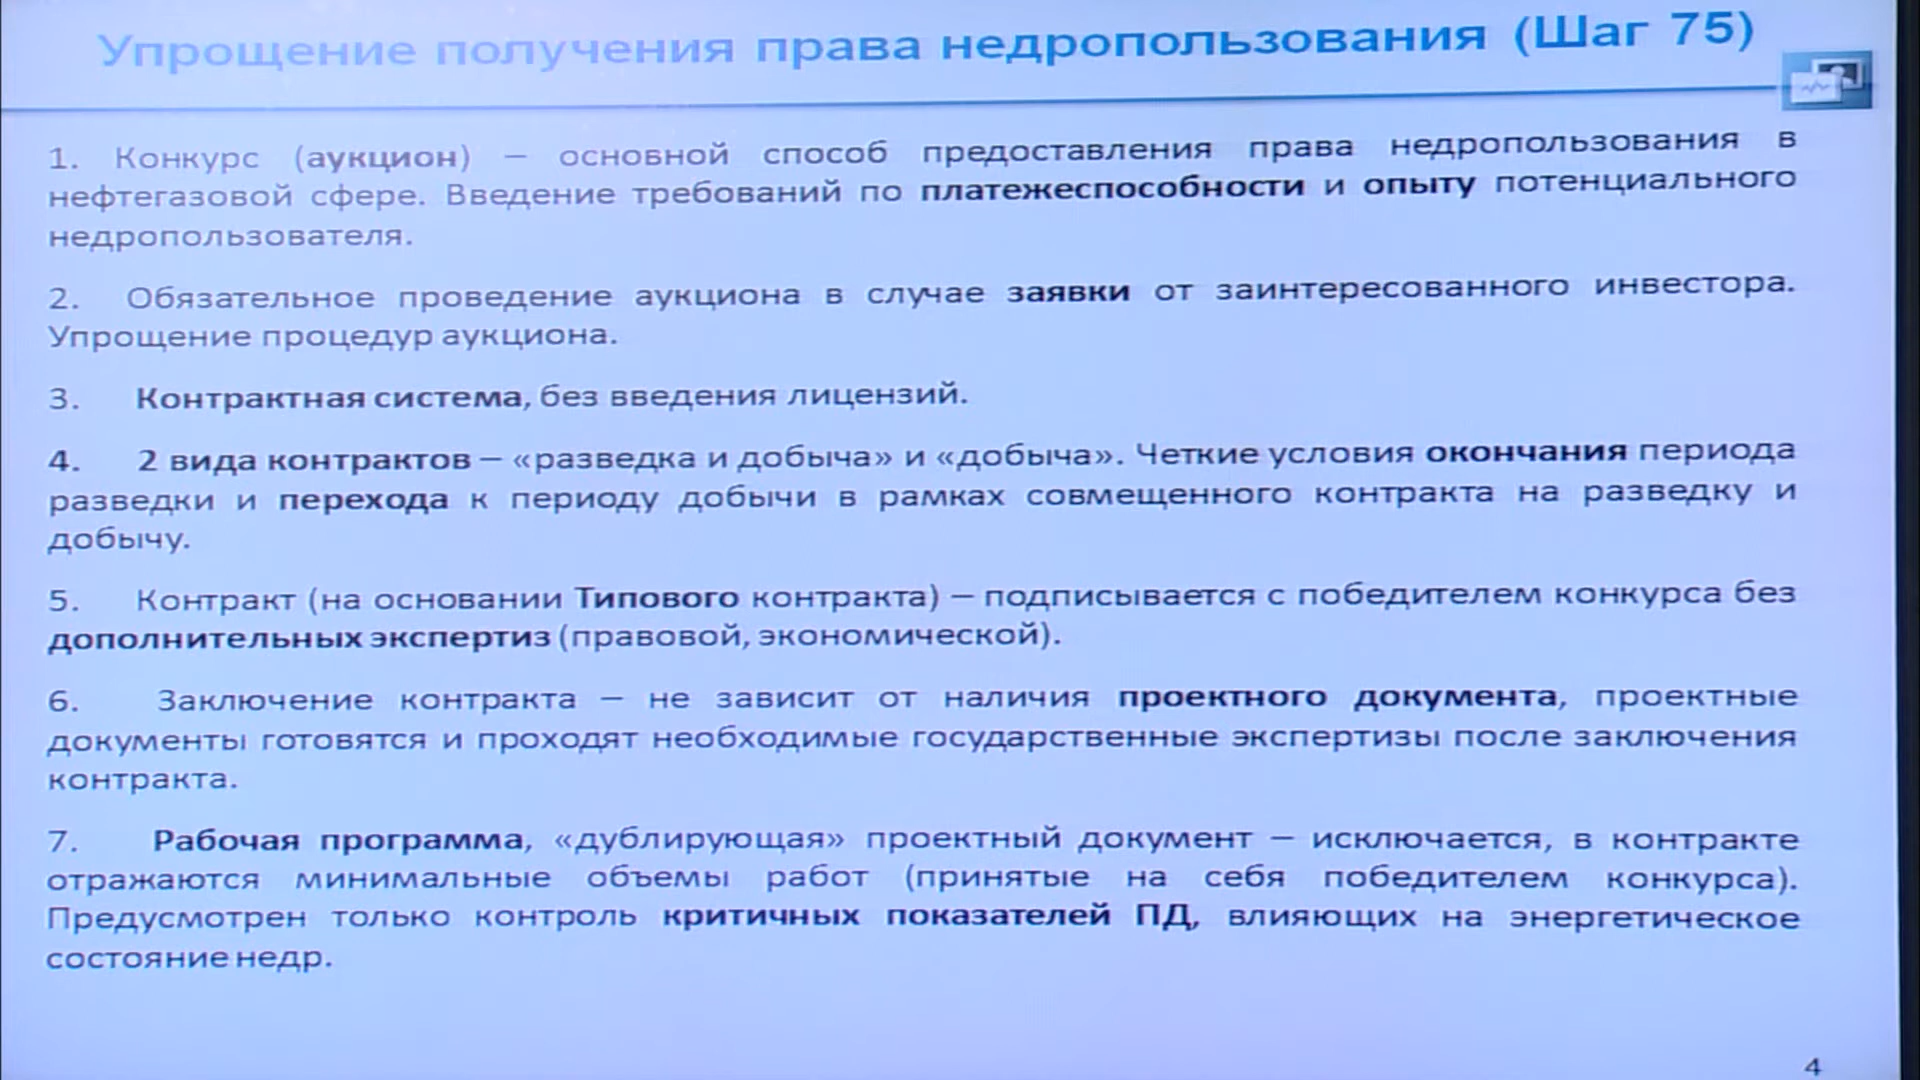 Упрощение получения права недропользования (Шаг 75)
1. Конкурс (аукцион) – основной способ предоставления права недропользования в
нефтегазовой сфере. Введение требований по платежеспособности и опыту потенциального
недропользователя.
2. Обязательное проведение аукциона в случае заявки от заинтересованного инвестора.
Упрощение процедур аукциона.
3. Контрактная система, без введения лицензий.
4. 2 вида контрактов – «разведка и добыча» и «добыча». Четкие условия окончания периода
разведки и перехода к периоду добычи в рамках совмещенного контракта на разведку и
добычу.
5. Контракт (на основании Типового контракта) – подписывается с победителем конкурса без
дополнительных экспертиз (правовой, экономической).
6. Заключение контракта – не зависит от наличия проектного документа, проектные
документы готовятся и проходят необходимые государственные экспертизы после заключения
контракта.
7. Рабочая программа, «дублирующая» проектный документ – исключается, в контракте
отражаются минимальные объемы работ (принятые на себя победителем конкурса).
Предусмотрен только контроль критичных показателей ПД, влияющих на энергетическое
состояние недр.
4